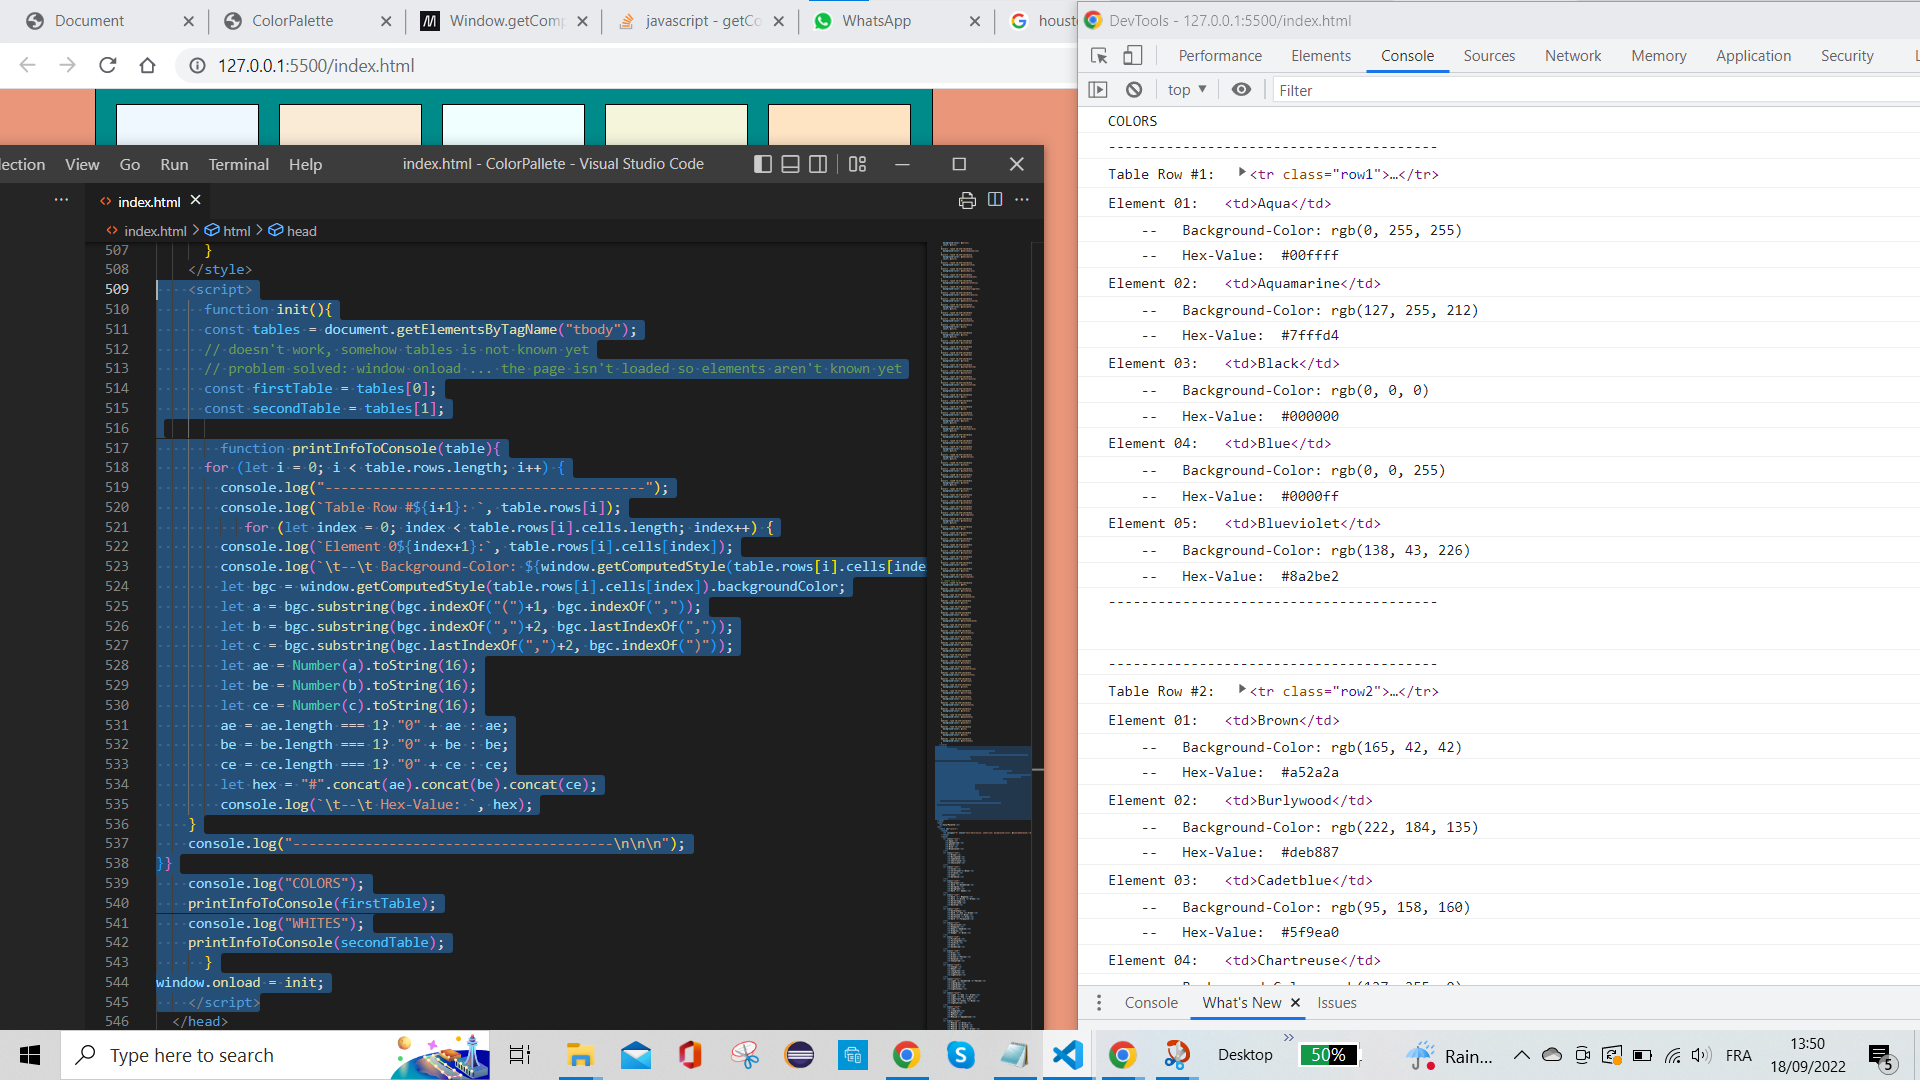 Document
ColorPalette
Window.getComp
javascript - getCo
WhatsApp
houst
127.0.0.1:5500/index.html
lection View Go Run Terminal Help
index.html - ColorPallete - Visual Studio Code
index.html
index.html > html > head
507 }
508 </style>
509 <script>
510 function init(){
511 const tables = document.getElementsByTagName("tbody");
512 // doesn't work, somehow tables is not known yet
513 // problem solved: window onload ... the page isn't loaded so elements aren't known yet
514 const firstTable = tables[0];
515 const secondTable = tables[1];
516
517 function printInfoToConsole(table){
518 for (let i = 0; i < table.rows.length; i++) {
519 console.log("----------------------------------------");
520 console.log(`Table Row #${i+1}: `, table.rows[i]);
521 for (let index = 0; index < table.rows[i].cells.length; index++) {
522 console.log(`Element 0${index+1}:`, table.rows[i].cells[index]);
523 console.log(`\t--\t Background-Color: ${window.getComputedStyle(table.rows[i].cells[inde
524 let bgc = window.getComputedStyle(table.rows[i].cells[index]).backgroundColor;
525 let a = bgc.substring(bgc.indexOf("(")+1, bgc.indexOf(","));
526 let b = bgc.substring(bgc.indexOf(",")+2, bgc.lastIndexOf(","));
527 let c = bgc.substring(bgc.lastIndexOf(",")+2, bgc.indexOf(")"));
528 let ae = Number(a).toString(16);
529 let be = Number(b).toString(16);
530 let ce = Number(c).toString(16);
531 ae = ae.length === 1? "0" + ae : ae;
532 be = be.length === 1? "0" + be : be;
533 ce = ce.length === 1? "0" + ce : ce;
534 let hex = "#".concat(ae).concat(be).concat(ce);
535 console.log(`\t--\t Hex-Value: `, hex);
536 }
537 console.log("----------------------------------------\n\n\n");
538 }}
539 console.log("COLORS");
540 printInfoToConsole(firstTable);
541 console.log("WHITES");
542 printInfoToConsole(secondTable);
543 }
544 window.onload = init;
545 </script>
546 </head>
DevTools - 127.0.0.1:5500/index.html
Performance Elements Console Sources Network Memory Application Security L
top Filter
COLORS
----------------------------------------
Table Row #1: <tr class="row1">…</tr>
Element 01: <td>Aqua</td>
-- Background-Color: rgb(0, 255, 255)
-- Hex-Value: #00ffff
Element 02: <td>Aquamarine</td>
-- Background-Color: rgb(127, 255, 212)
-- Hex-Value: #7fffd4
Element 03: <td>Black</td>
-- Background-Color: rgb(0, 0, 0)
-- Hex-Value: #000000
Element 04: <td>Blue</td>
-- Background-Color: rgb(0, 0, 255)
-- Hex-Value: #0000ff
Element 05: <td>Blueviolet</td>
-- Background-Color: rgb(138, 43, 226)
-- Hex-Value: #8a2be2
----------------------------------------
----------------------------------------
Table Row #2: <tr class="row2">…</tr>
Element 01: <td>Brown</td>
-- Background-Color: rgb(165, 42, 42)
-- Hex-Value: #a52a2a
Element 02: <td>Burlywood</td>
-- Background-Color: rgb(222, 184, 135)
-- Hex-Value: #deb887
Element 03: <td>Cadetblue</td>
-- Background-Color: rgb(95, 158, 160)
-- Hex-Value: #5f9ea0
Element 04: <td>Chartreuse</td>
Console What's New Issues
Type here to search
Desktop
50%
Rain...
FRA
13:50
18/09/2022
5